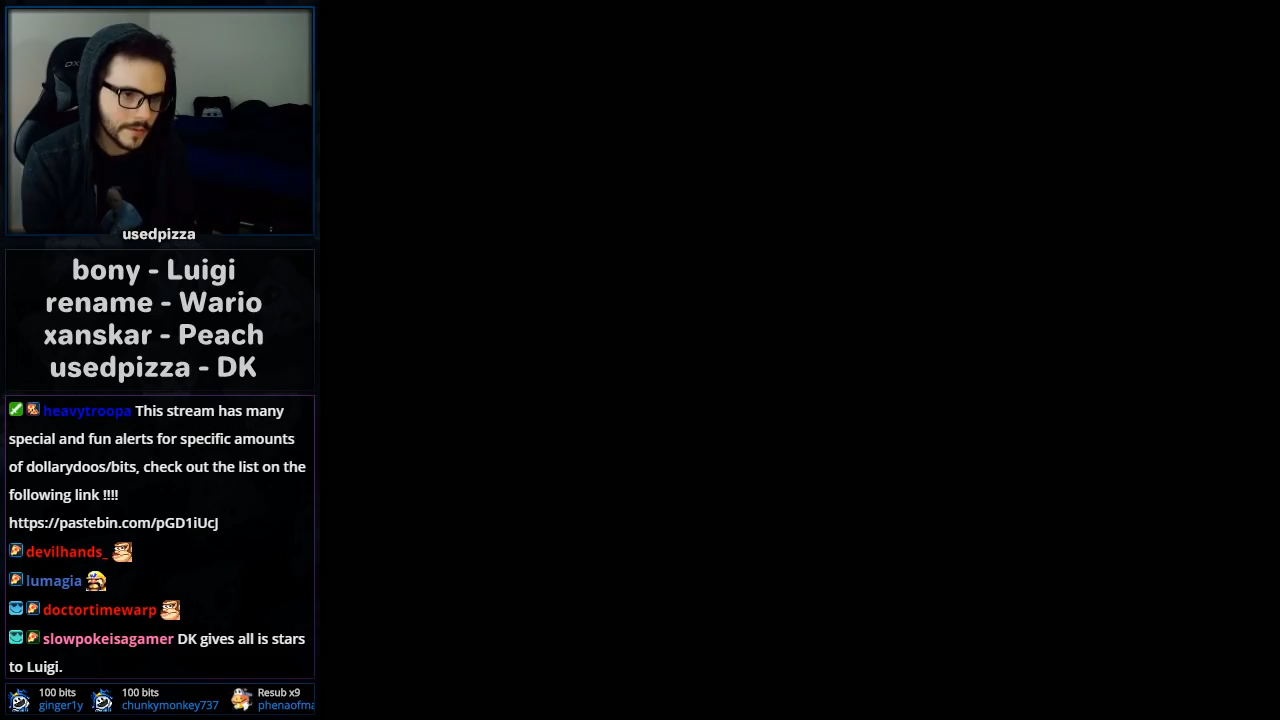 usedpizza
bony - Luigi
rename - Wario
xanskar - Peach
usedpizza - DK
heavytroopa This stream has many
special and fun alerts for specific amounts
of dollarydoos/bits, check out the list on the
following link !!!!
https://pastebin.com/pGD1iUcJ
devilhands_
lumagia
doctortimewarp
slowpokeisagamer DK gives all is stars
to Luigi.
100 bits
ginger1y
100 bits
chunkymonkey737
Resub x9
phenaofma